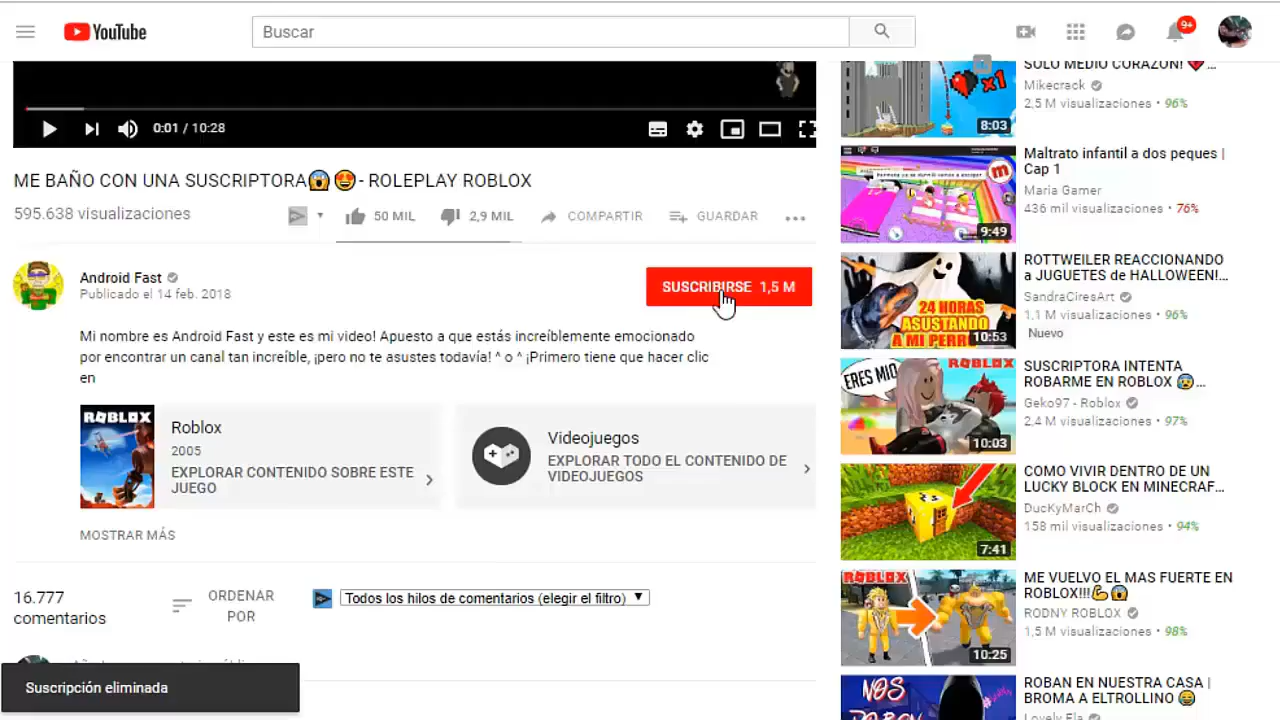 YouTube
Buscar
9+
0:01 / 10:28
ME BAÑO CON UNA SUSCRIPTORA😱😍- ROLEPLAY ROBLOX
595.638 visualizaciones
50 MIL
2,9 MIL
COMPARTIR
GUARDAR
Android Fast
Publicado el 14 feb. 2018
SUSCRIBIRSE 1,5 M
Mi nombre es Android Fast y este es mi video! Apuesto a que estás increíblemente emocionado
por encontrar un canal tan increíble, ¡pero no te asustes todavía! ^ o ^ ¡Primero tiene que hacer clic
en
ROBLOX
Roblox
2005
EXPLORAR CONTENIDO SOBRE ESTE
JUEGO
Videojuegos
EXPLORAR TODO EL CONTENIDO DE
VIDEOJUEGOS
MOSTRAR MÁS
16.777
comentarios
ORDENAR
POR
Todos los hilos de comentarios (elegir el filtro)
Suscripción eliminada
x1
8:03
SOLO MEDIO CORAZON! 💔...
Mikecrack
2,5 M visualizaciones • 96%
9:49
Maltrato infantil a dos peques |
Cap 1
Maria Gamer
436 mil visualizaciones • 76%
24 HORAS
ASUSTANDO
A MI PERRO
10:53
ROTTWEILER REACCIONANDO
a JUGUETES de HALLOWEEN!...
SandraCiresArt
1,1 M visualizaciones • 96%
Nuevo
ERES MIO
ROBLOX
10:03
SUSCRIPTORA INTENTA
ROBARME EN ROBLOX 😰...
Geko97 - Roblox
2,4 M visualizaciones • 97%
7:41
COMO VIVIR DENTRO DE UN
LUCKY BLOCK EN MINECRAF...
DucKyMarCh
158 mil visualizaciones • 94%
ROBLOX
10:25
ME VUELVO EL MAS FUERTE EN
ROBLOX!!!💪😱
RODNY ROBLOX
1,5 M visualizaciones • 98%
NOS
ROBAN EN NUESTRA CASA |
BROMA A ELTROLLINO 😂
Lovely Ela